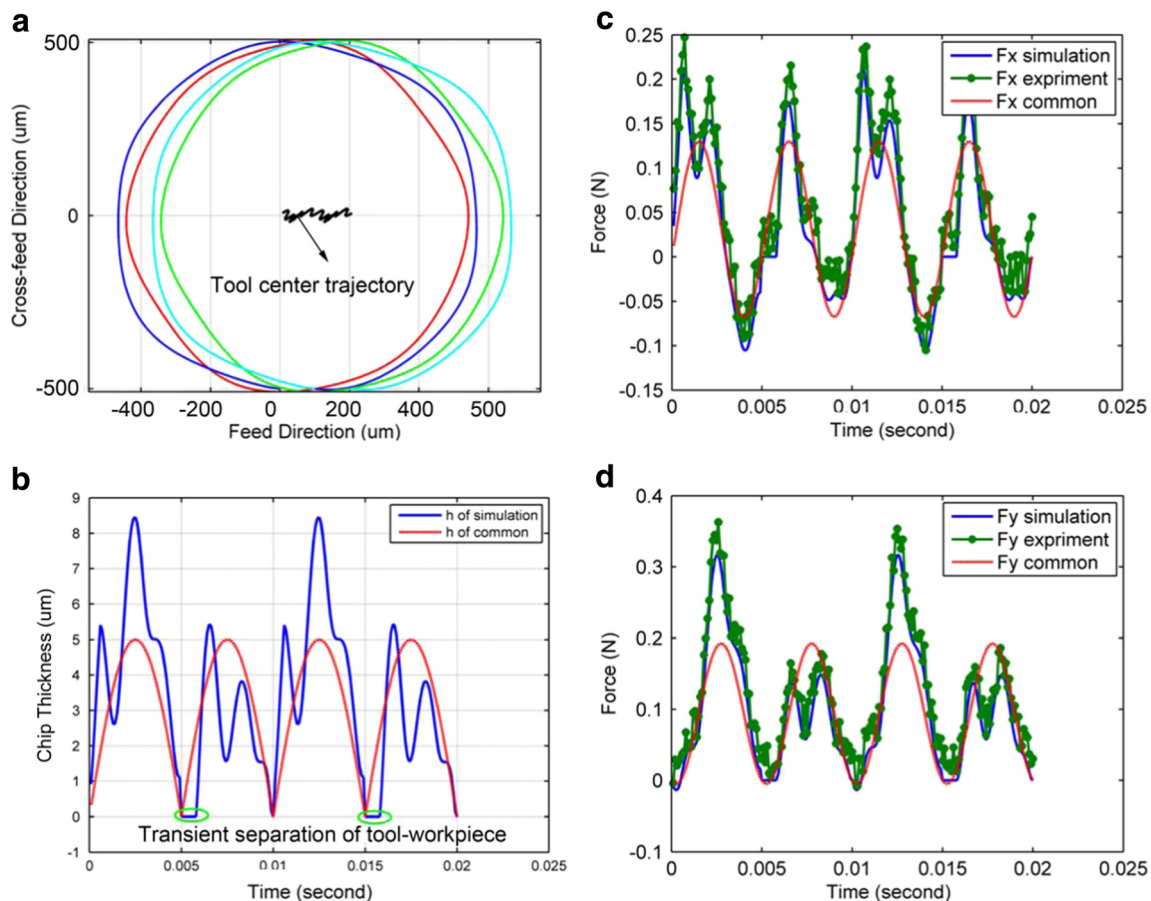 a
500
0
-500
Cross-feed Direction (um)
Tool center trajectory
-400
-200
0
200
400
500
Feed Direction (um)
b
9
8
7
6
5
4
3
2
1
0
-1
Chip Thickness (um)
h of simulation
h of common
Transient separation of tool-workpiece
0
0.005
0.01
0.015
0.02
0.025
Time (second)
c
0.25
0.20
0.15
0.1
0.05
0
-0.05
-0.1
-0.15
Force (N)
Fx simulation
Fx expriment
Fx common
0
0.005
0.01
0.015
0.02
0.025
Time (second)
d
0.4
0.3
0.2
0.1
0
-0.1
Force (N)
Fy simulation
Fy expriment
Fy common
0
0.005
0.01
0.015
0.02
0.025
Time (second)